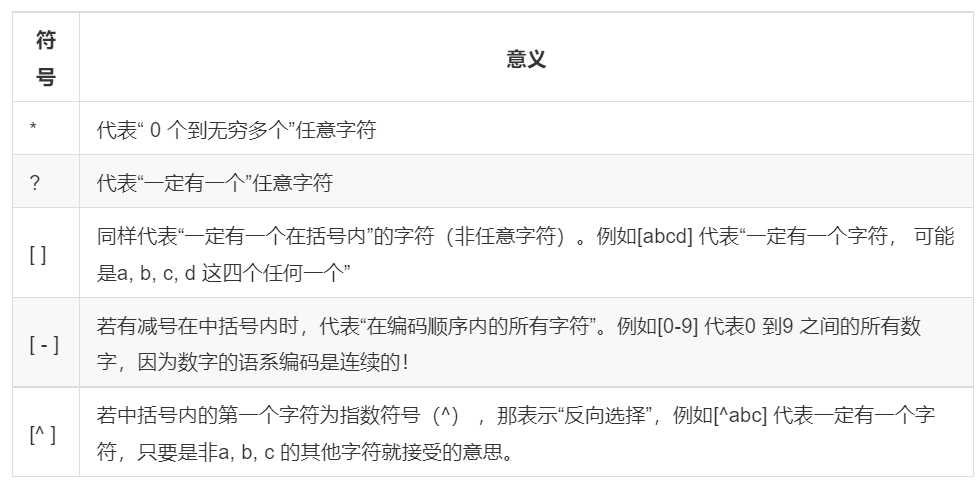 符
号
意义
*
代表“ 0 个到无穷多个”任意字符
?
代表“一定有一个”任意字符
[ ]
同样代表“一定有一个在括号内”的字符（非任意字符）。例如[abcd] 代表“一定有一个字符， 可能
是a, b, c, d 这四个任何一个”
[ - ]
若有减号在中括号内时，代表“在编码顺序内的所有字符”。例如[0-9] 代表0 到9 之间的所有数
字，因为数字的语系编码是连续的！
[^ ]
若中括号内的第一个字符为指数符号（^） ，那表示“反向选择”，例如[^abc] 代表一定有一个字
符，只要是非a, b, c 的其他字符就接受的意思。